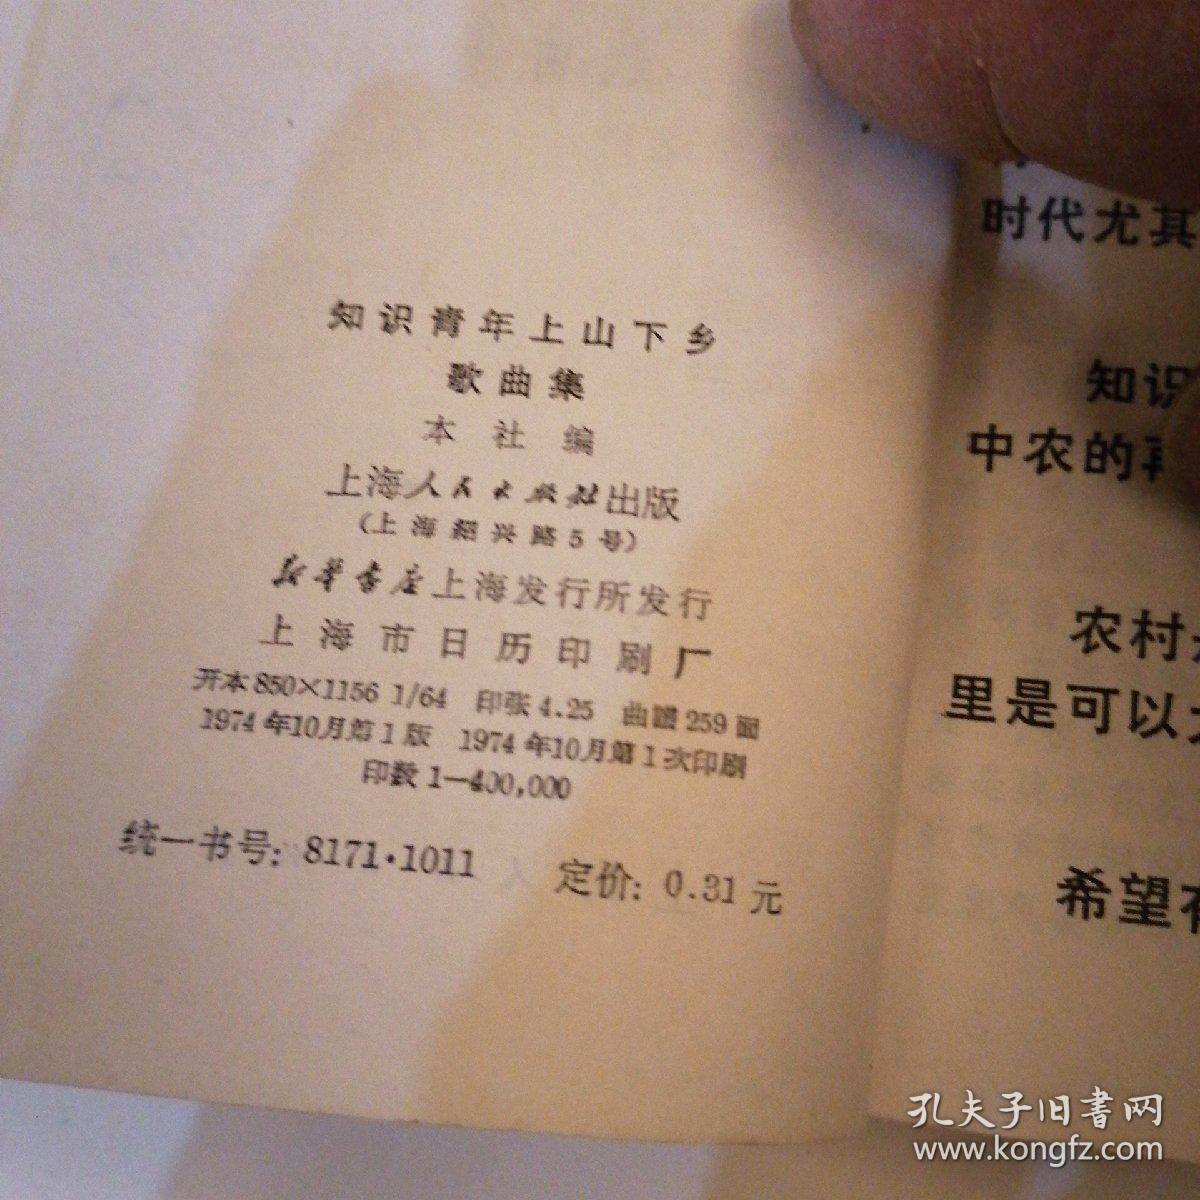 知识青年上山下乡
歌曲集
本社编
上海人民出版社出版
（上海绍兴路5号）
新华书店上海发行所发行
上海市日历印刷厂
开本850×1156 1/64 印张4.25 曲谱259面
1974年10月第1版 1974年10月第1次印刷
印数1—400,000
统一书号：8171·1011 定价：0.31元
时代尤其
知识
中农的再
农村
里是可以
希望
孔夫子旧書网
www.kongfz.com